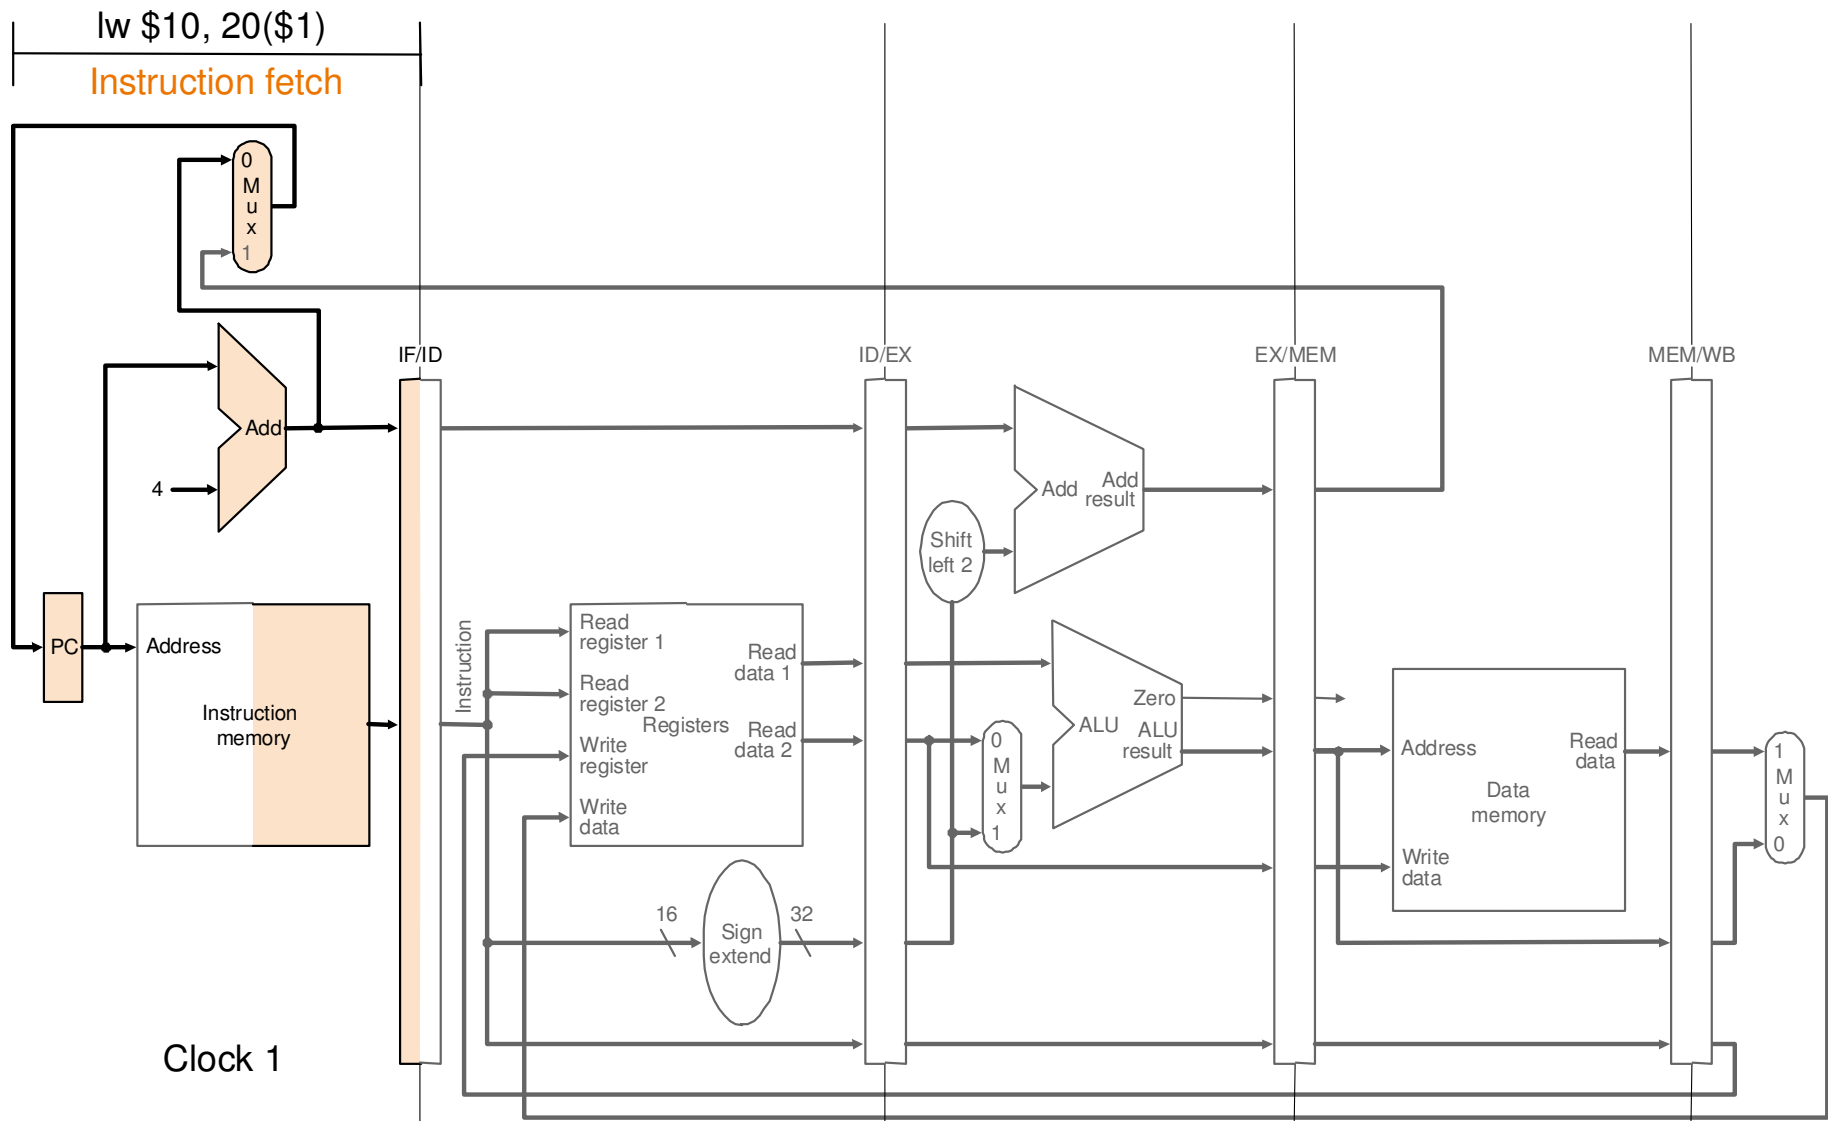 lw $10, 20($1)
Instruction fetch
0
M
u
x
1
IF/ID
ID/EX
EX/MEM
MEM/WB
Add
4
Add
Add
result
Shift
left 2
PC
Address
Instruction
memory
Instruction
Read
register 1
Read
register 2
Write
register
Write
data
Registers
Read
data 1
Read
data 2
0
M
u
x
1
Zero
ALU
ALU
result
Address
Read
data
Data
memory
Write
data
1
M
u
x
0
16
Sign
extend
32
Clock 1